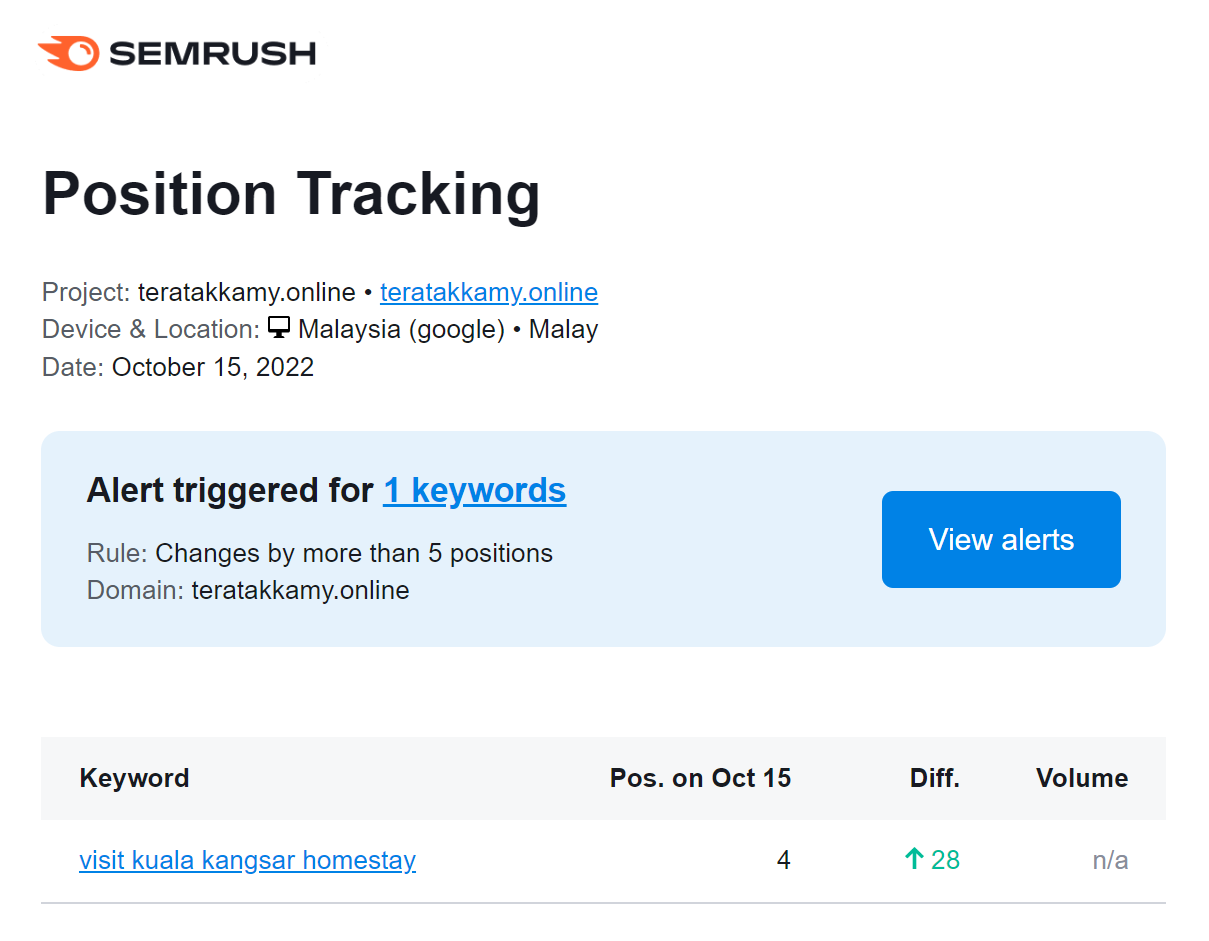 SEMRUSH
Position Tracking
Project: teratakkamy.online • teratakkamy.online
Device & Location: Malaysia (google) • Malay
Date: October 15, 2022
Alert triggered for 1 keywords
Rule: Changes by more than 5 positions
Domain: teratakkamy.online
View alerts
Keyword Pos. on Oct 15 Diff. Volume
visit kuala kangsar homestay 4 ↑ 28 n/a